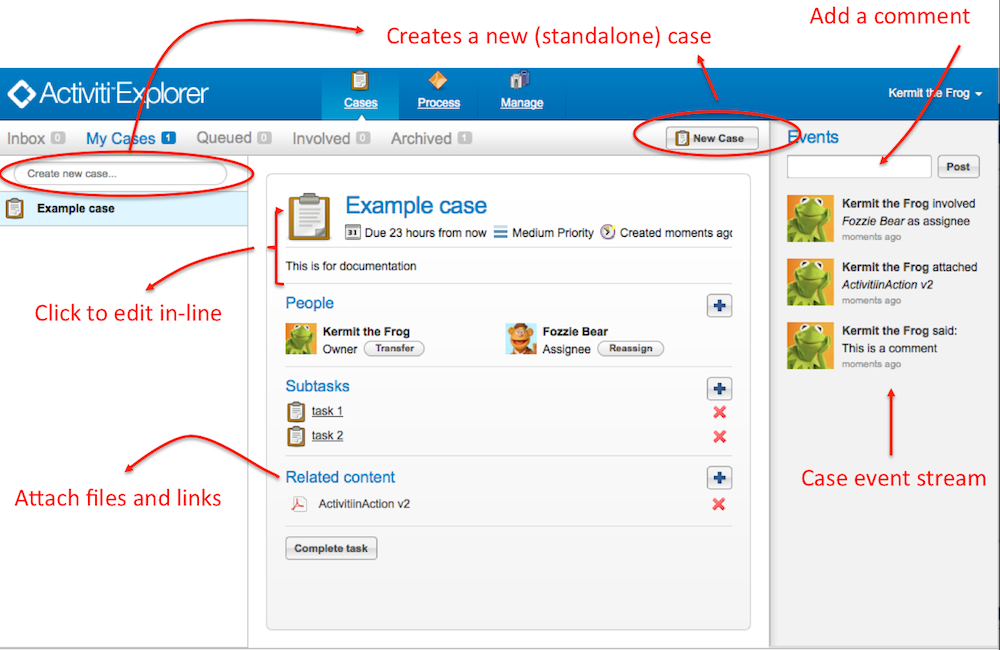 Add a comment
Creates a new (standalone) case
Activiti™Explorer
Cases
Process
Manage
Kermit the Frog
Inbox 0
My Cases 1
Queued 0
Involved 0
Archived 1
New Case
Events
Create new case...
Post
Example case
Example case
31 Due 23 hours from now Medium Priority Created moments ago
This is for documentation
Click to edit in-line
People
Kermit the Frog
Owner Transfer
Fozzie Bear
Assignee Reassign
Subtasks
task 1
task 2
Related content
ActivitiinAction v2
Attach files and links
Complete task
Kermit the Frog involved
Fozzie Bear as assignee
moments ago
Kermit the Frog attached
ActivitiinAction v2
moments ago
Kermit the Frog said:
This is a comment
moments ago
Case event stream